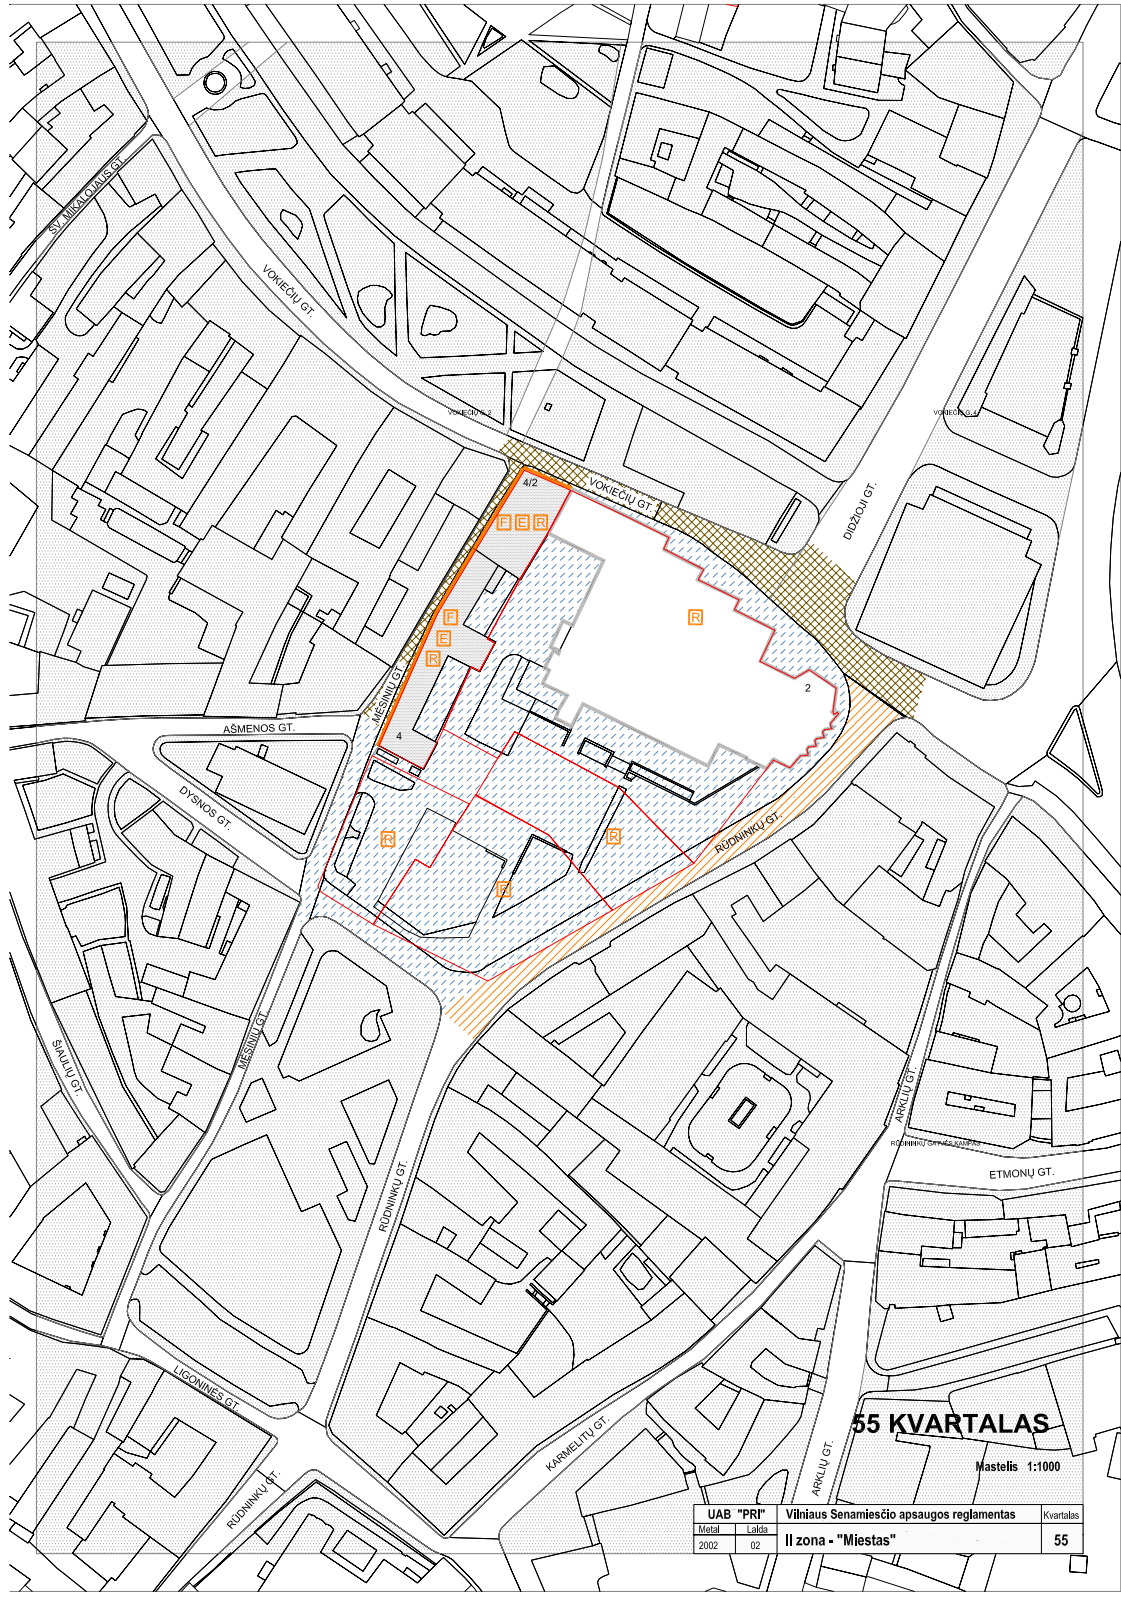 ŠV. MIKALOJAUS GT.
VOKIEČIŲ GT.
VOKIEČIŲ G. 2
VOKIEČIŲ G. 4
4/2
VOKIEČIŲ GT.
DIDŽIOJI GT.
F E R
F
E
R
R
MĖSINIŲ GT.
2
AŠMENOS GT.
4
DYSNOS GT.
R
R
RŪDNINKŲ GT.
R
ŠIAULIŲ GT.
MĖSINIŲ GT.
ARKLIŲ GT.
RŪDININKŲ GATVĖS KAMPAS
ETMONŲ GT.
RŪDNINKŲ GT.
LIGONINĖS GT.
RŪDNINKŲ GT.
KARMELITŲ GT.
ARKLIŲ GT.
55 KVARTALAS
Mastelis 1:1000
UAB "PRI" Vilniaus Senamiesčio apsaugos reglamentas Kvartalas
Metai Laida
2002 02 II zona - "Miestas" 55